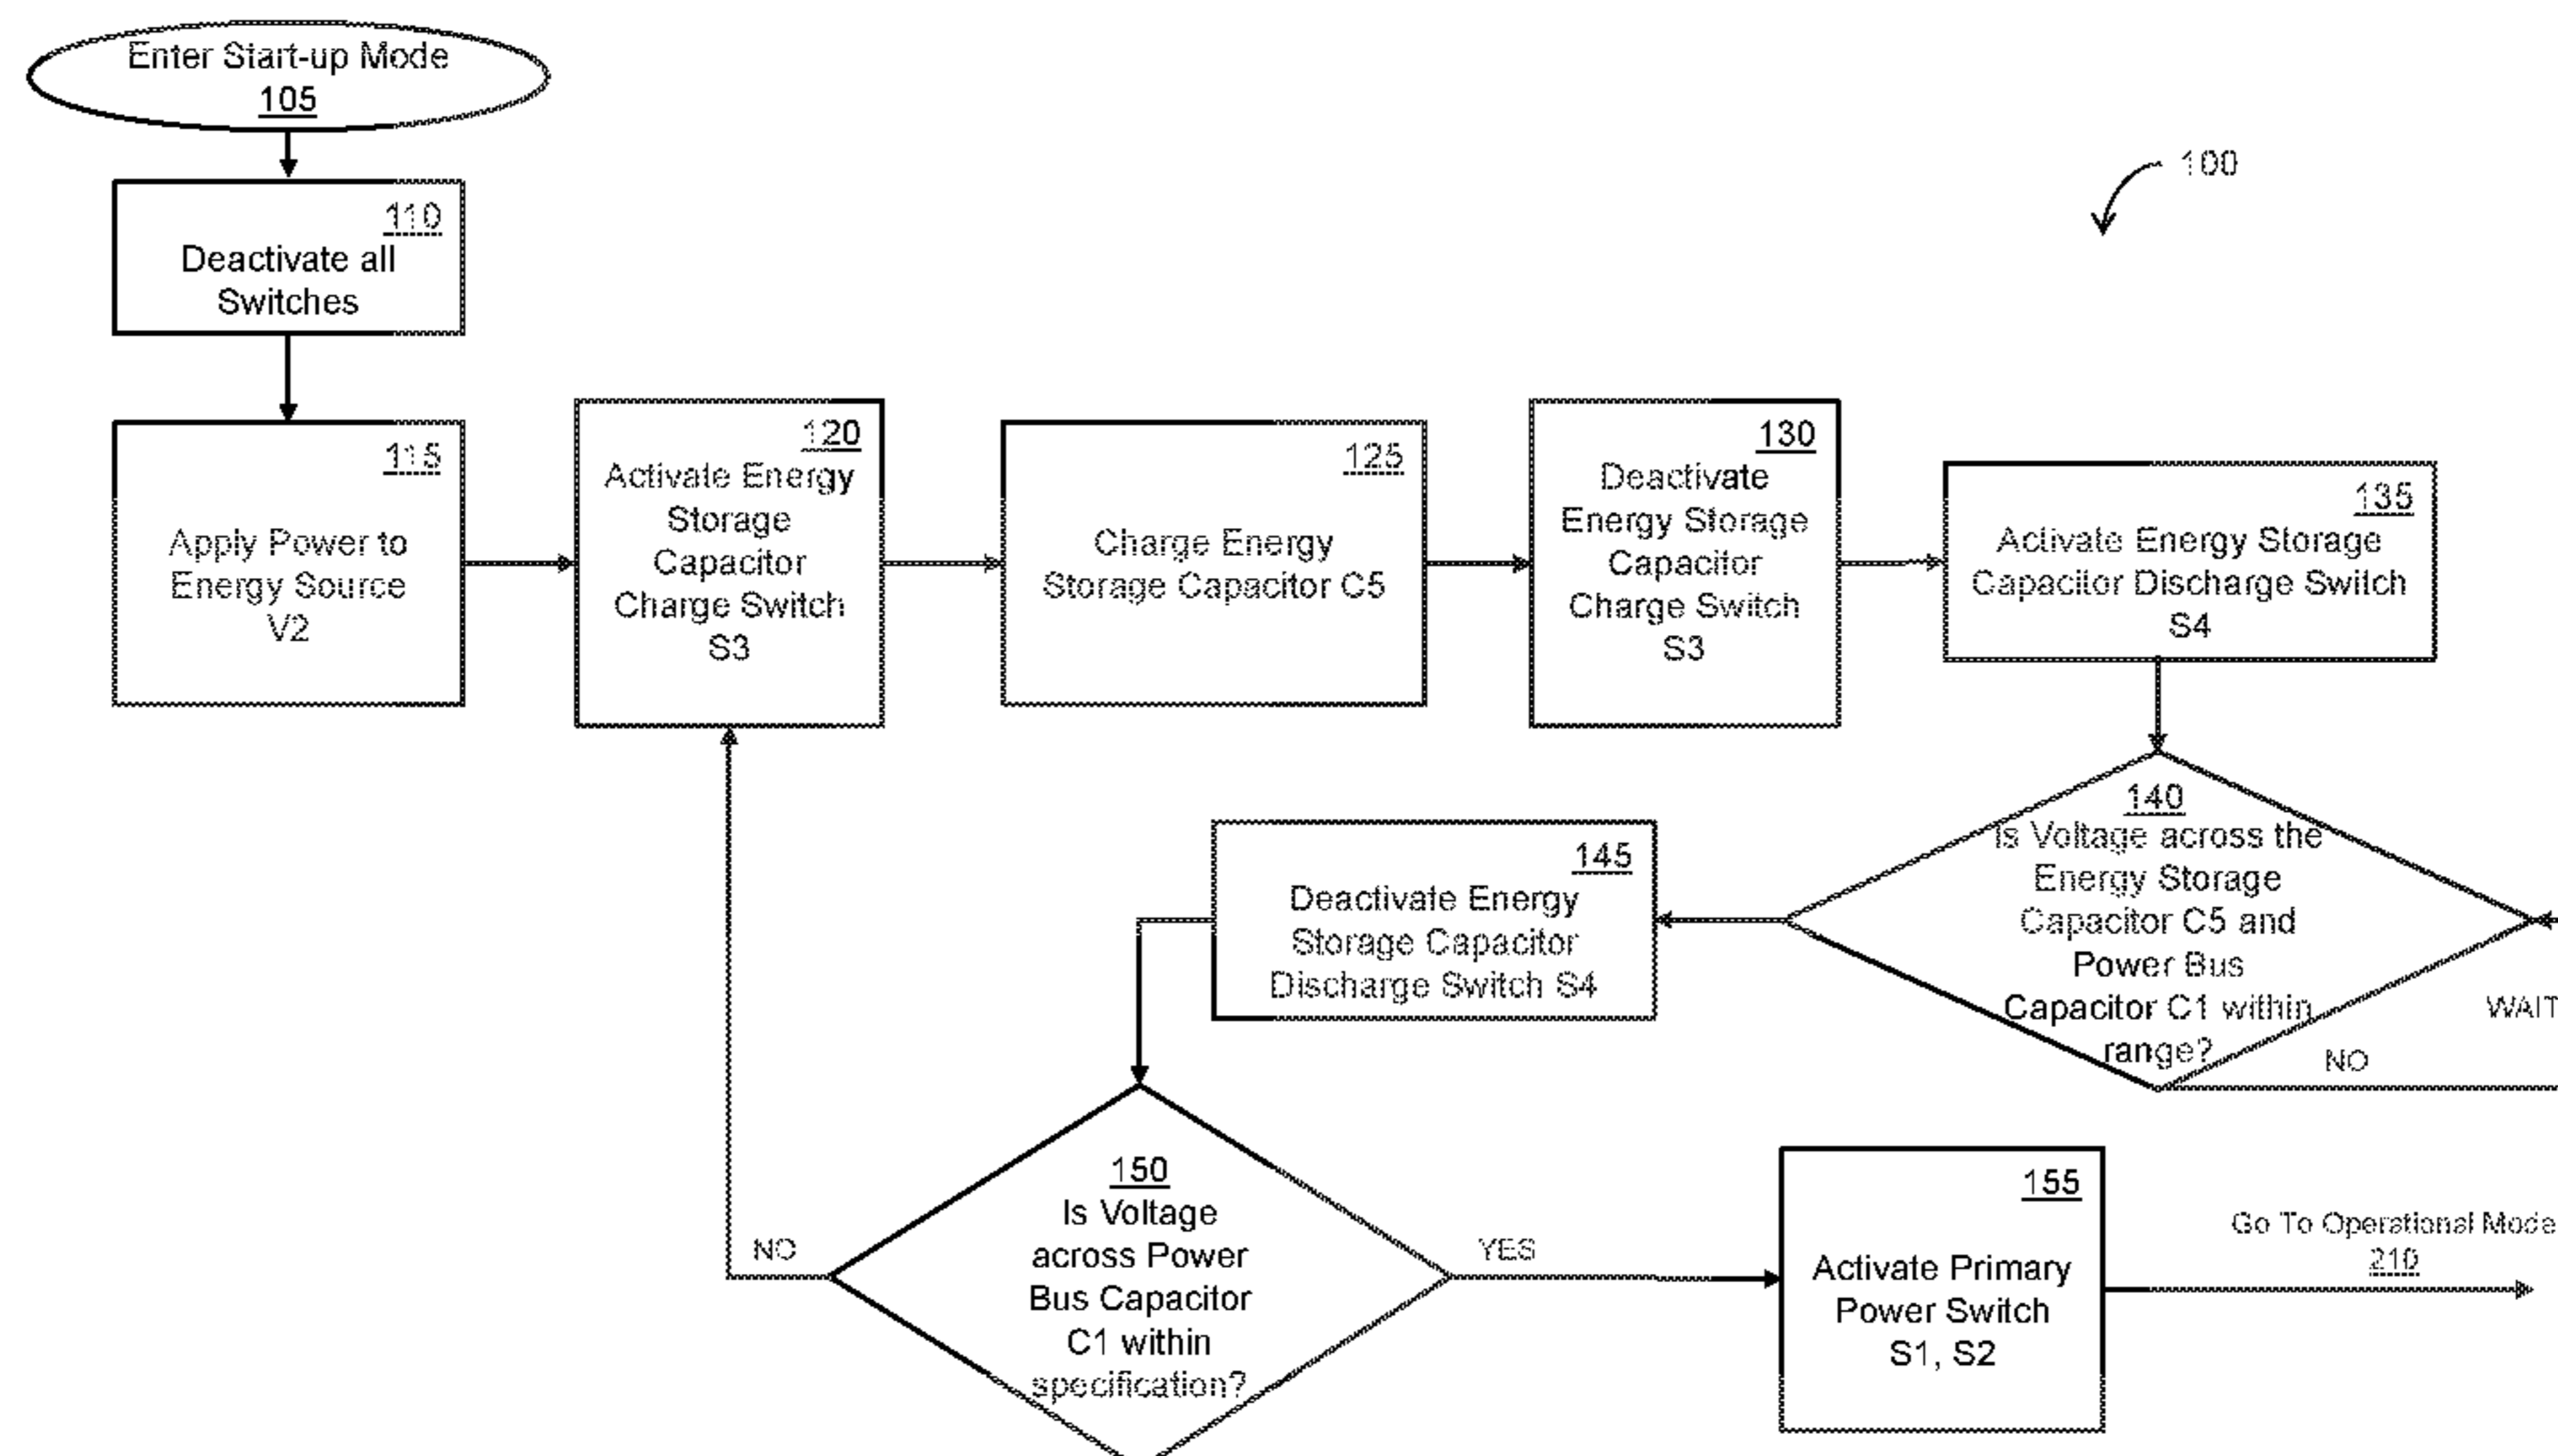 Enter Start-up Mode
105
100
110
Deactivate all
Switches
115
Apply Power to
Energy Source
V2
120
Activate Energy
Storage
Capacitor
Charge Switch
S3
125
Charge Energy
Storage Capacitor C5
130
Deactivate
Energy Storage
Capacitor
Charge Switch
S3
135
Activate Energy Storage
Capacitor Discharge Switch
S4
140
Is Voltage across the
Energy Storage
Capacitor C5 and
Power Bus
Capacitor C1 within
range?
WAIT
NO
145
Deactivate Energy
Storage Capacitor
Discharge Switch S4
150
Is Voltage
across Power
Bus Capacitor
C1 within
specification?
NO
YES
155
Activate Primary
Power Switch
S1, S2
Go To Operational Mode
210